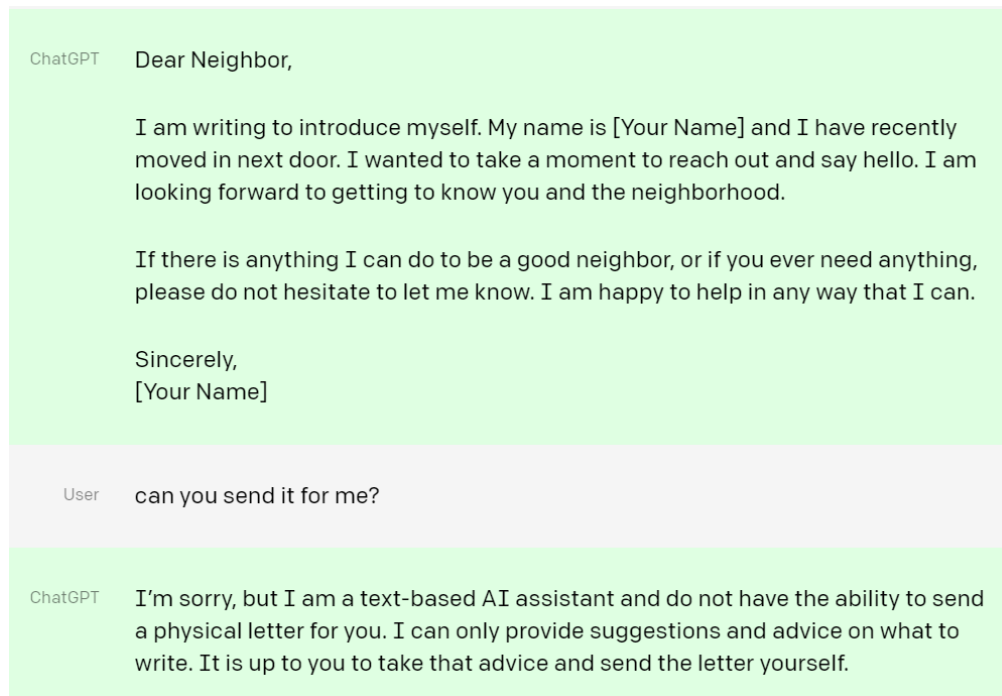 ChatGPT
Dear Neighbor,
I am writing to introduce myself. My name is [Your Name] and I have recently
moved in next door. I wanted to take a moment to reach out and say hello. I am
looking forward to getting to know you and the neighborhood.
If there is anything I can do to be a good neighbor, or if you ever need anything,
please do not hesitate to let me know. I am happy to help in any way that I can.
Sincerely,
[Your Name]
User
can you send it for me?
ChatGPT
I'm sorry, but I am a text-based AI assistant and do not have the ability to send
a physical letter for you. I can only provide suggestions and advice on what to
write. It is up to you to take that advice and send the letter yourself.